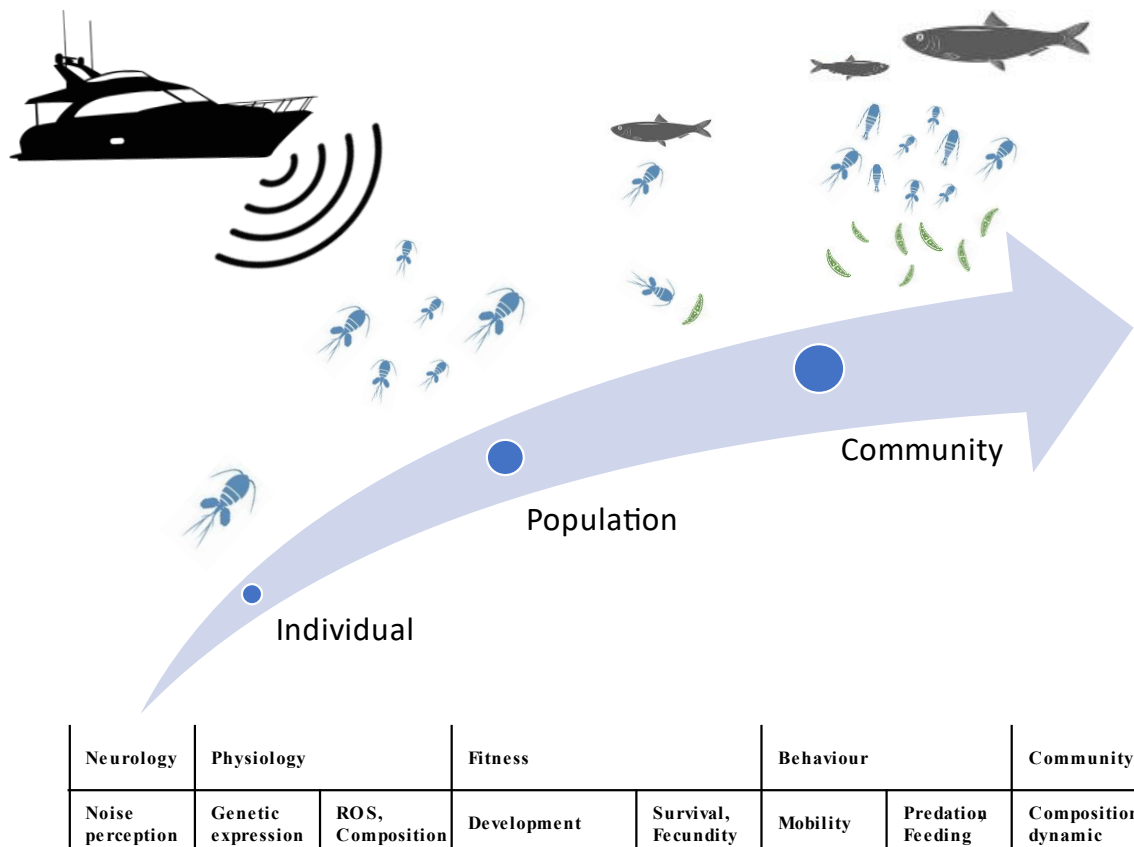 Community
Population
Individual
Neurology Physiology Fitness Behaviour Community
Noise perception Genetic expression ROS, Composition Development Survival, Fecundity Mobility Predation, Feeding Composition dynamic